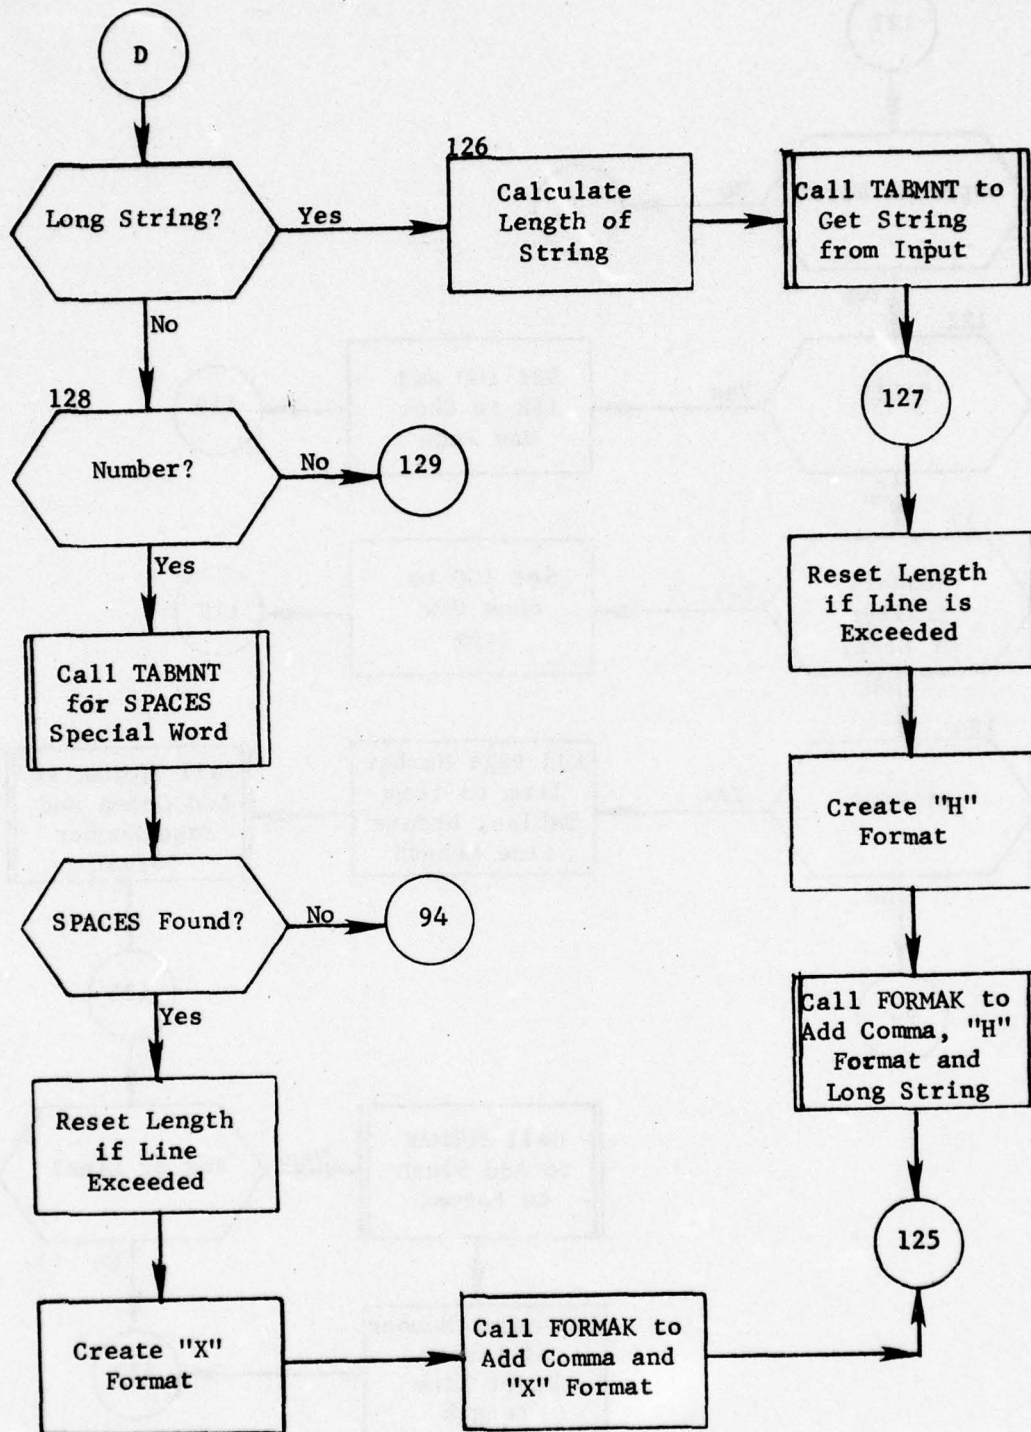 D
Long String?
Yes
126
Calculate
Length of
String
Call TABMNT to
Get String
from Input
No
127
128
Number?
No
129
Yes
Reset Length
if Line is
Exceeded
Call TABMNT
for SPACES
Special Word
Create "H"
Format
SPACES Found?
No
94
Yes
Call FORMAK to
Add Comma, "H"
Format and
Long String
Reset Length
if Line
Exceeded
125
Create "X"
Format
Call FORMAK to
Add Comma and
"X" Format